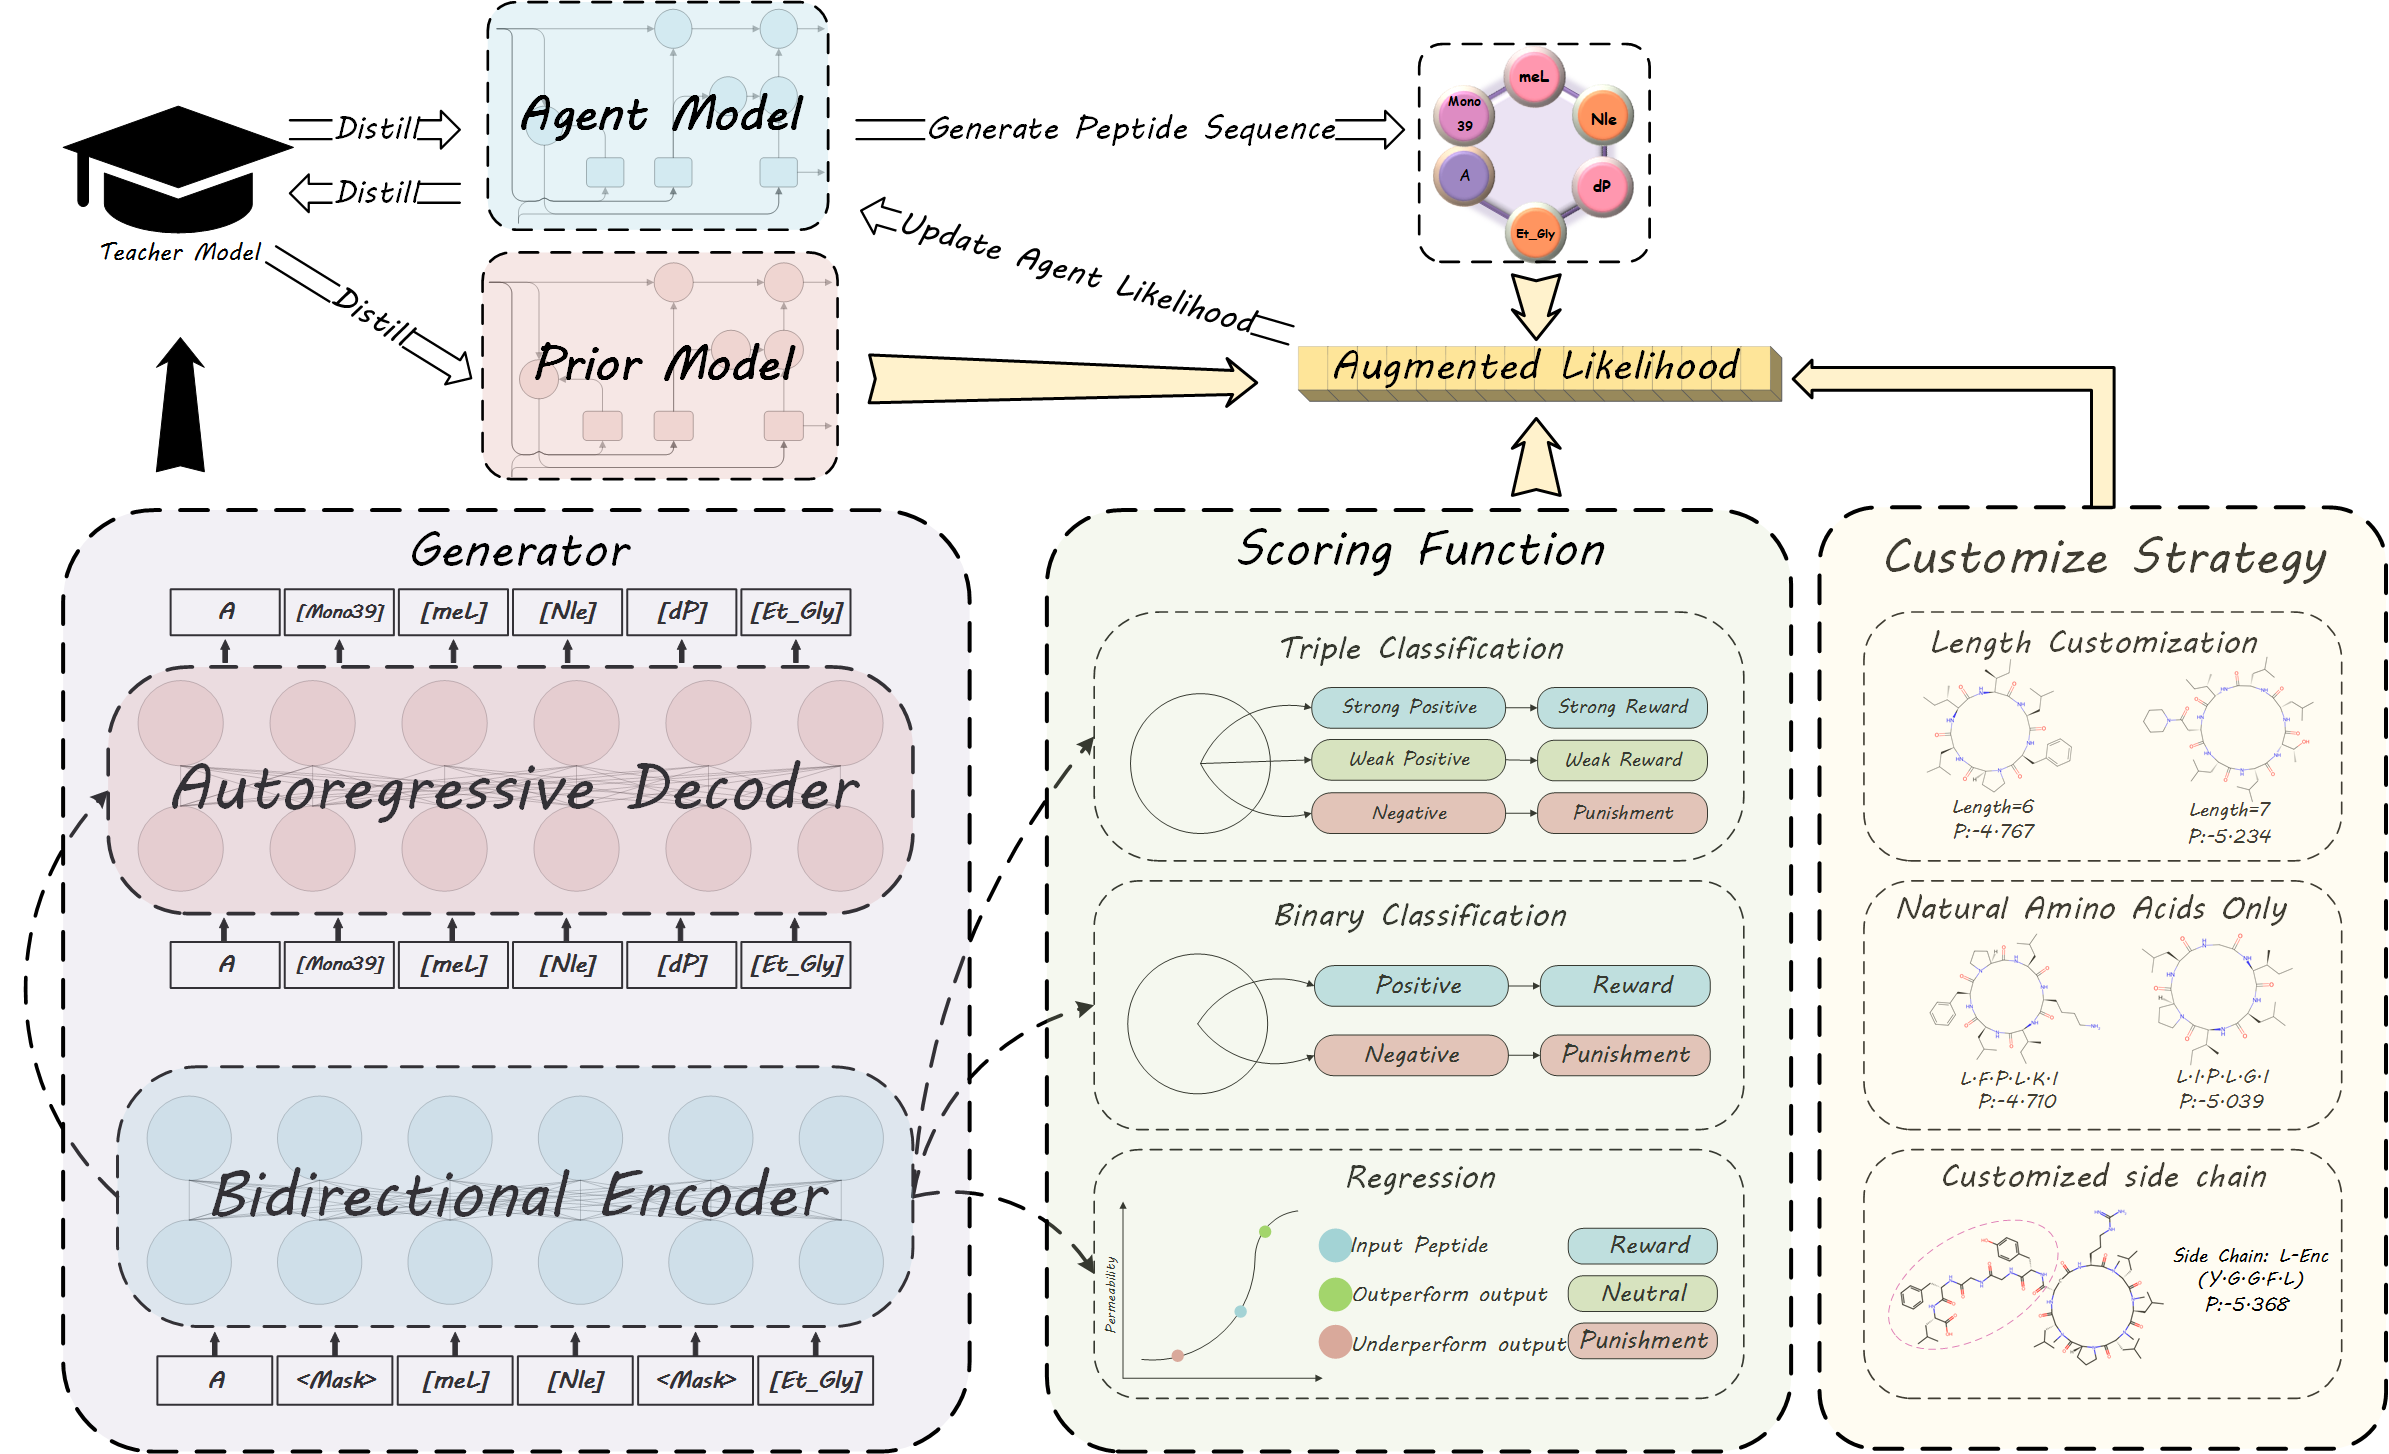 Agent Model
Distill
Distill
Teacher Model
Distill
Prior Model
Generate Peptide Sequence
Update Agent Likelihood
meL
Mono
39
Nle
A
dP
Et_Gly
Augmented Likelihood
Generator
A
[Mono39]
[meL]
[Nle]
[dP]
[Et_Gly]
Autoregressive Decoder
A
[Mono39]
[meL]
[Nle]
[dP]
[Et_Gly]
Bidirectional Encoder
A
<Mask>
[meL]
[Nle]
<Mask>
[Et_Gly]
Scoring Function
Triple Classification
Strong Positive
Strong Reward
Weak Positive
Weak Reward
Negative
Punishment
Binary Classification
Positive
Reward
Negative
Punishment
Regression
Permeability
Input Peptide
Reward
Outperform output
Neutral
Underperform output
Punishment
Customize Strategy
Length Customization
Length=6
P:-4.767
Length=7
P:-5.234
Natural Amino Acids Only
L·F·P·L·K·I
P:-4.710
L·I·P·L·G·I
P:-5.039
Customized side chain
Side Chain: L-Enc
(Y·G·G·F·L)
P:-5.368